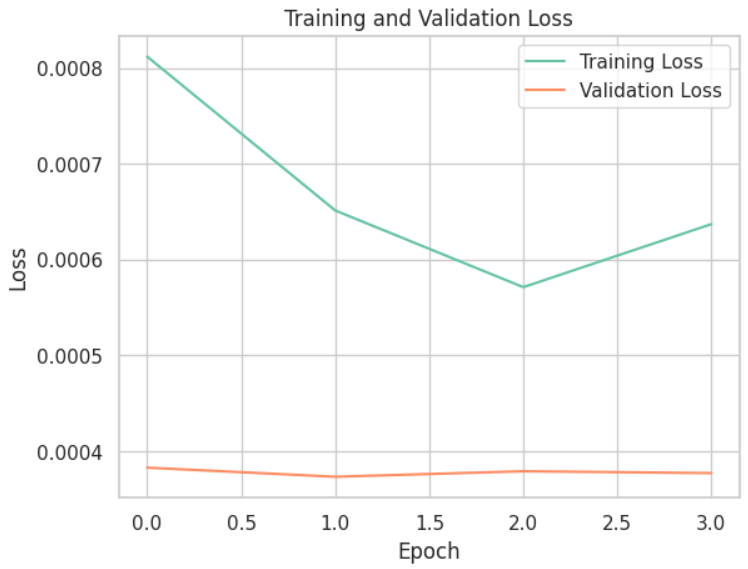 Training and Validation Loss
Training Loss
Validation Loss
0.0008
0.0007
0.0006
0.0005
0.0004
Loss
0.0 0.5 1.0 1.5 2.0 2.5 3.0
Epoch